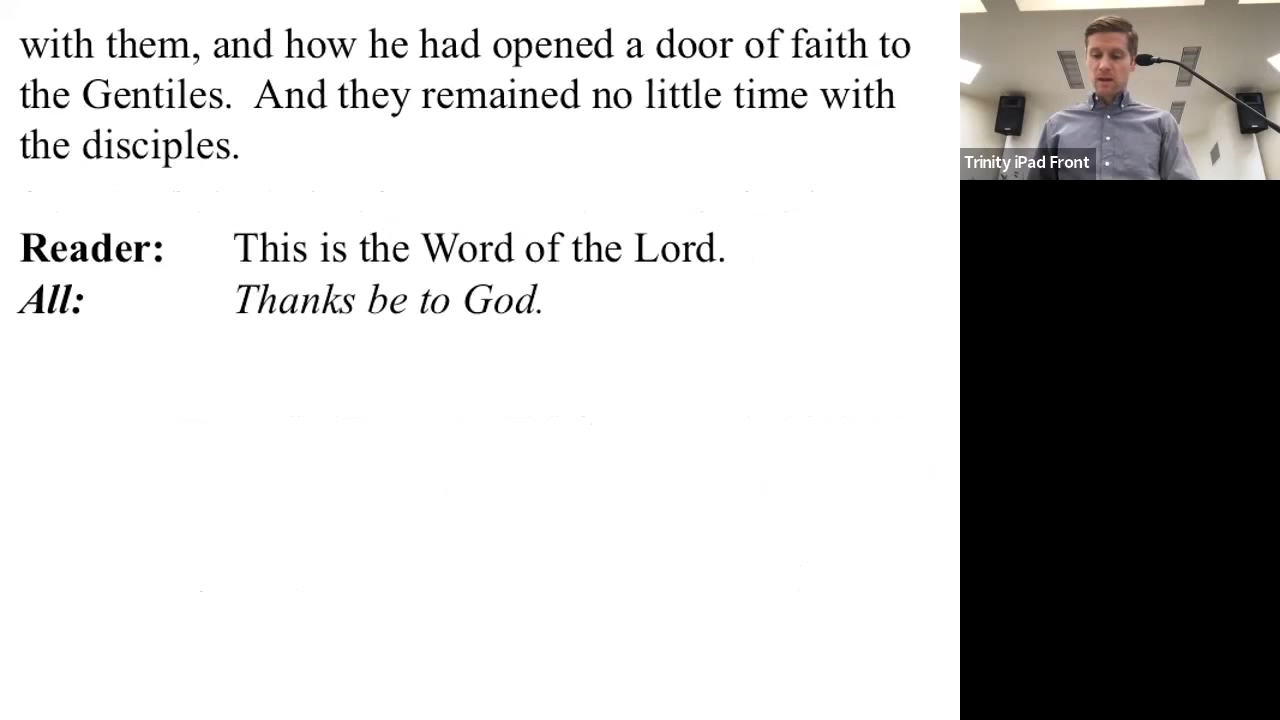 with them, and how he had opened a door of faith to
the Gentiles.  And they remained no little time with
the disciples.
Reader: This is the Word of the Lord.
All: Thanks be to God.
Trinity iPad Front